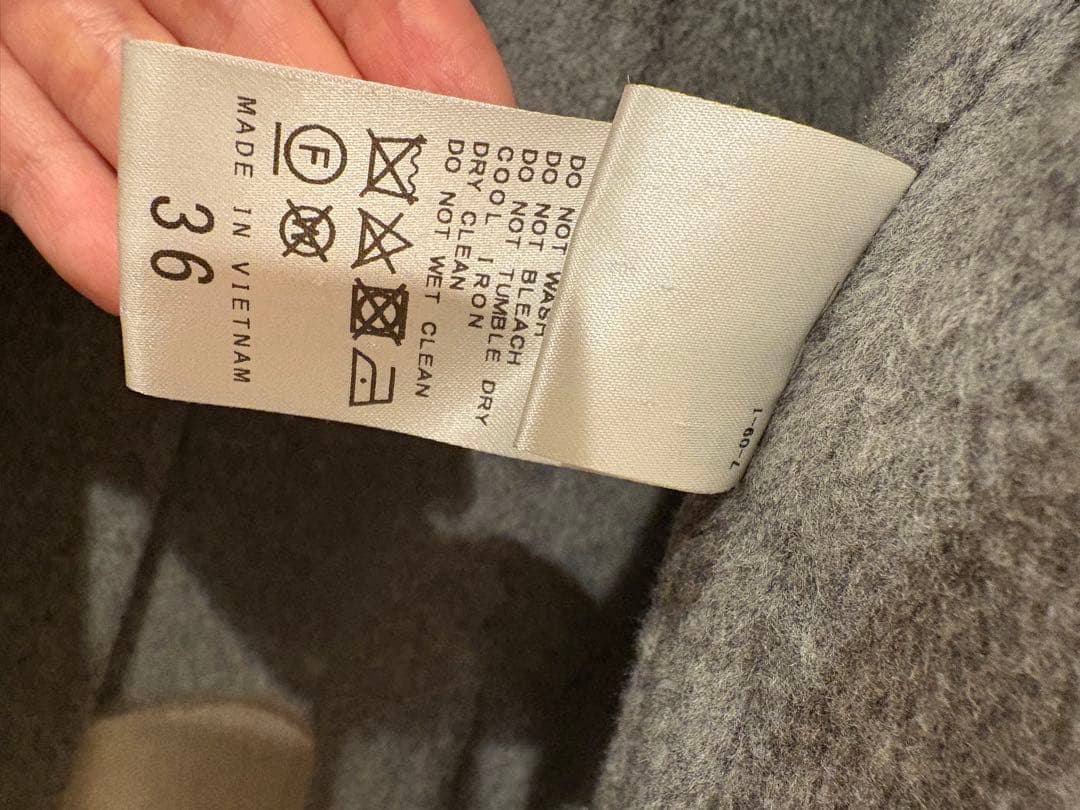 DO NOT WASH
DO NOT BLEACH
DO NOT TUMBLE DRY
COOL IRON
DRY CLEAN
DO NOT WET CLEAN
F
W
MADE IN VIETNAM
36